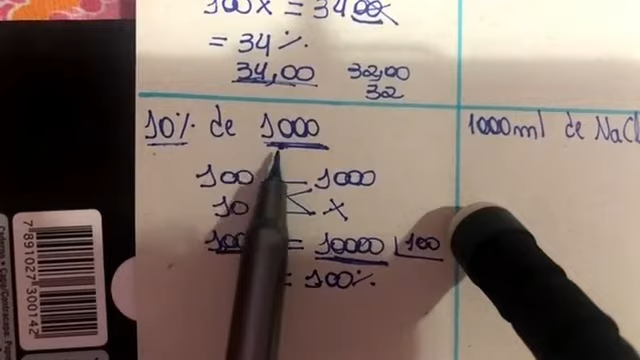 100x = 3400
= 34%
34,00 32,00
32
10% de 1000
1000ml de NaCl
100 1000
10 x
100 = 10000 100
= 100%
7891027300142